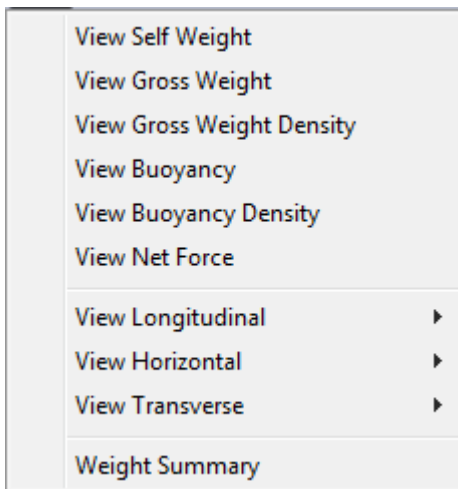 View Self Weight
View Gross Weight
View Gross Weight Density
View Buoyancy
View Buoyancy Density
View Net Force
View Longitudinal
View Horizontal
View Transverse
Weight Summary